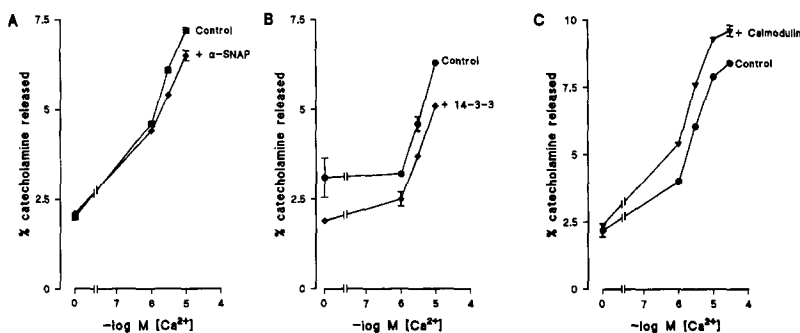 A
7.5
5
2.5
0
% catecholamine released
Control
+ α-SNAP
0 7 6 5 4
−log M [Ca²⁺]
B
7.5
5
2.5
0
% catecholamine released
Control
+ 14-3-3
0 7 6 5 4
−log M [Ca²⁺]
C
10
7.5
5
2.5
0
% catecholamine released
+ Calmodulin
Control
0 7 6 5 4
−log M [Ca²⁺]